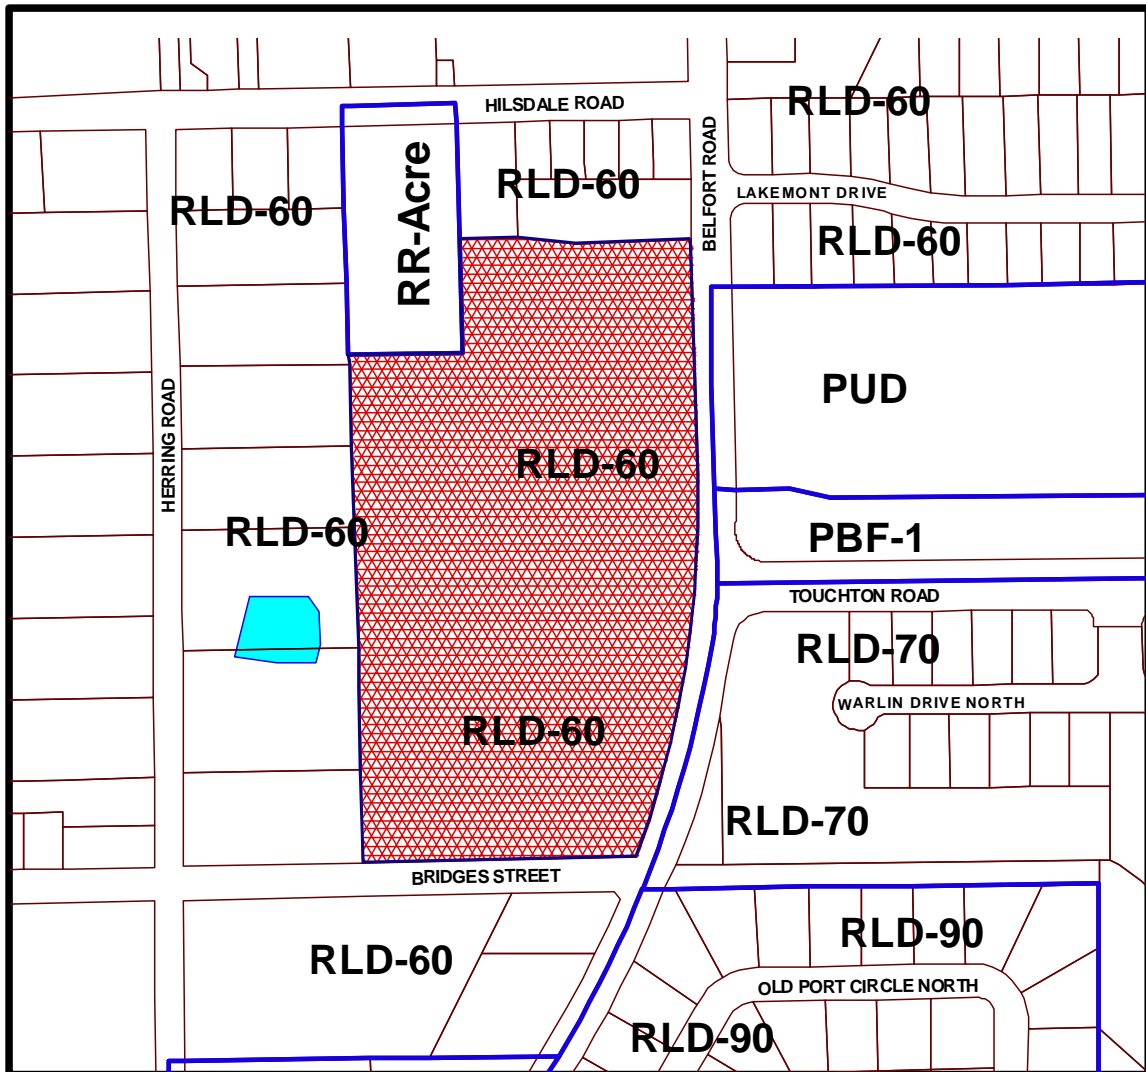 RLD-60
HILSDALE ROAD
BELFORT ROAD
RR-Acre
RLD-60
LAKEMONT DRIVE
RLD-60
RLD-60
PUD
HERRING ROAD
RLD-60
RLD-60
PBF-1
TOUCHTON ROAD
RLD-70
WARLIN DRIVE NORTH
RLD-60
RLD-70
BRIDGES STREET
RLD-90
RLD-60
OLD PORT CIRCLE NORTH
RLD-90